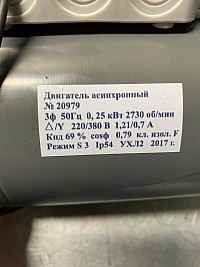 Двигатель асинхронный
№ 20979
3ф 50Гц 0, 25 кВт 2730 об/мин
△/Y 220/380 В 1,21/0,7 А
Кпд 69 % cosф 0,79 кл. изол. F
Режим S 3 Ip54 УХЛ2 2017 г.